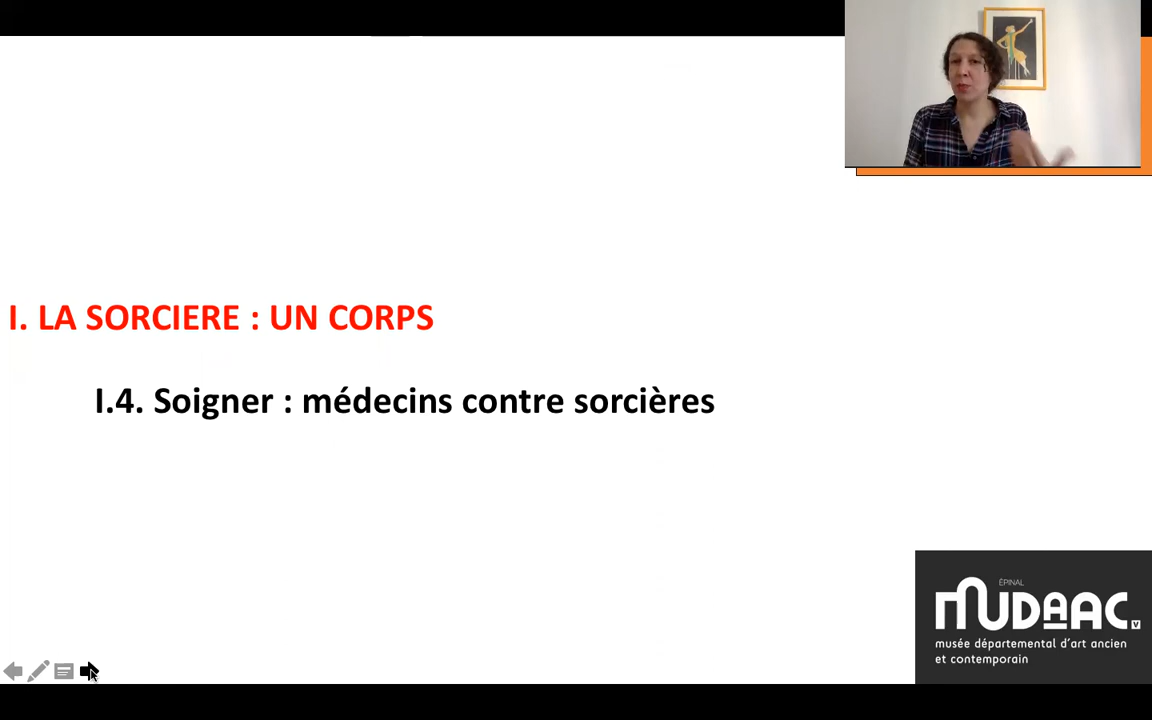 I. LA SORCIERE : UN CORPS
I.4. Soigner : médecins contre sorcières
ÉPINAL
MUDAAC
V
musée départemental d'art ancien
et contemporain